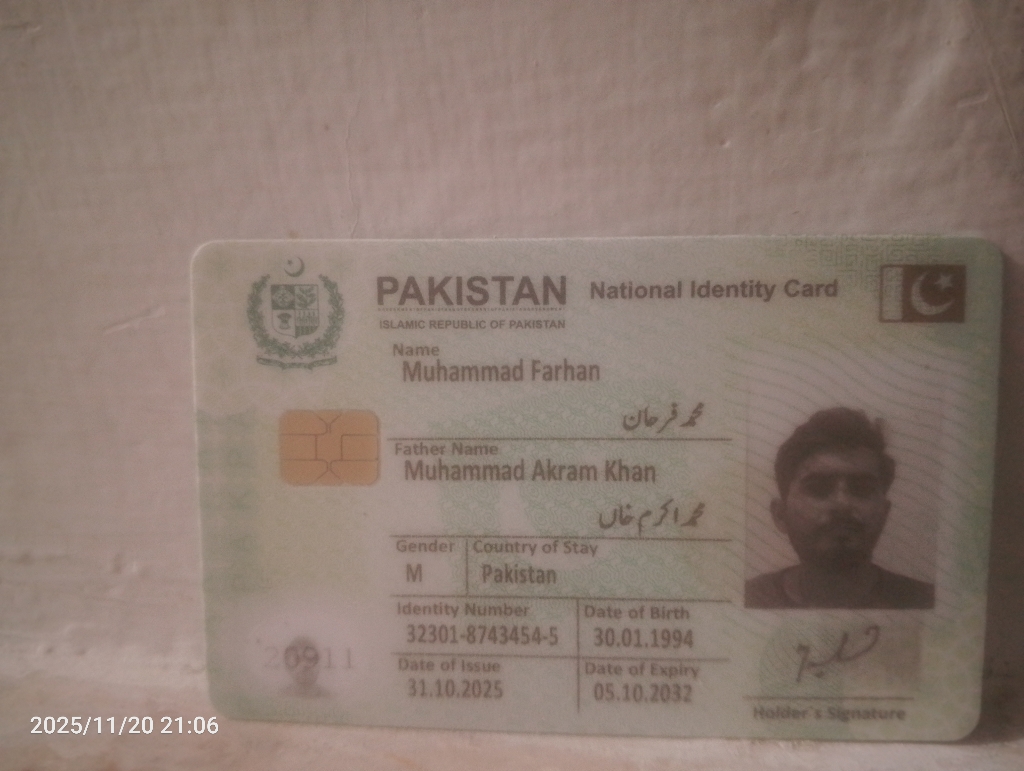 PAKISTAN National Identity Card
ISLAMIC REPUBLIC OF PAKISTAN
Name
Muhammad Farhan
محمد فرحان
Father Name
Muhammad Akram Khan
محمد اکرم خاں
Gender Country of Stay
M Pakistan
Identity Number Date of Birth
32301-8743454-5 30.01.1994
Date of Issue Date of Expiry
31.10.2025 05.10.2032
Holder's Signature
2025/11/20 21:06